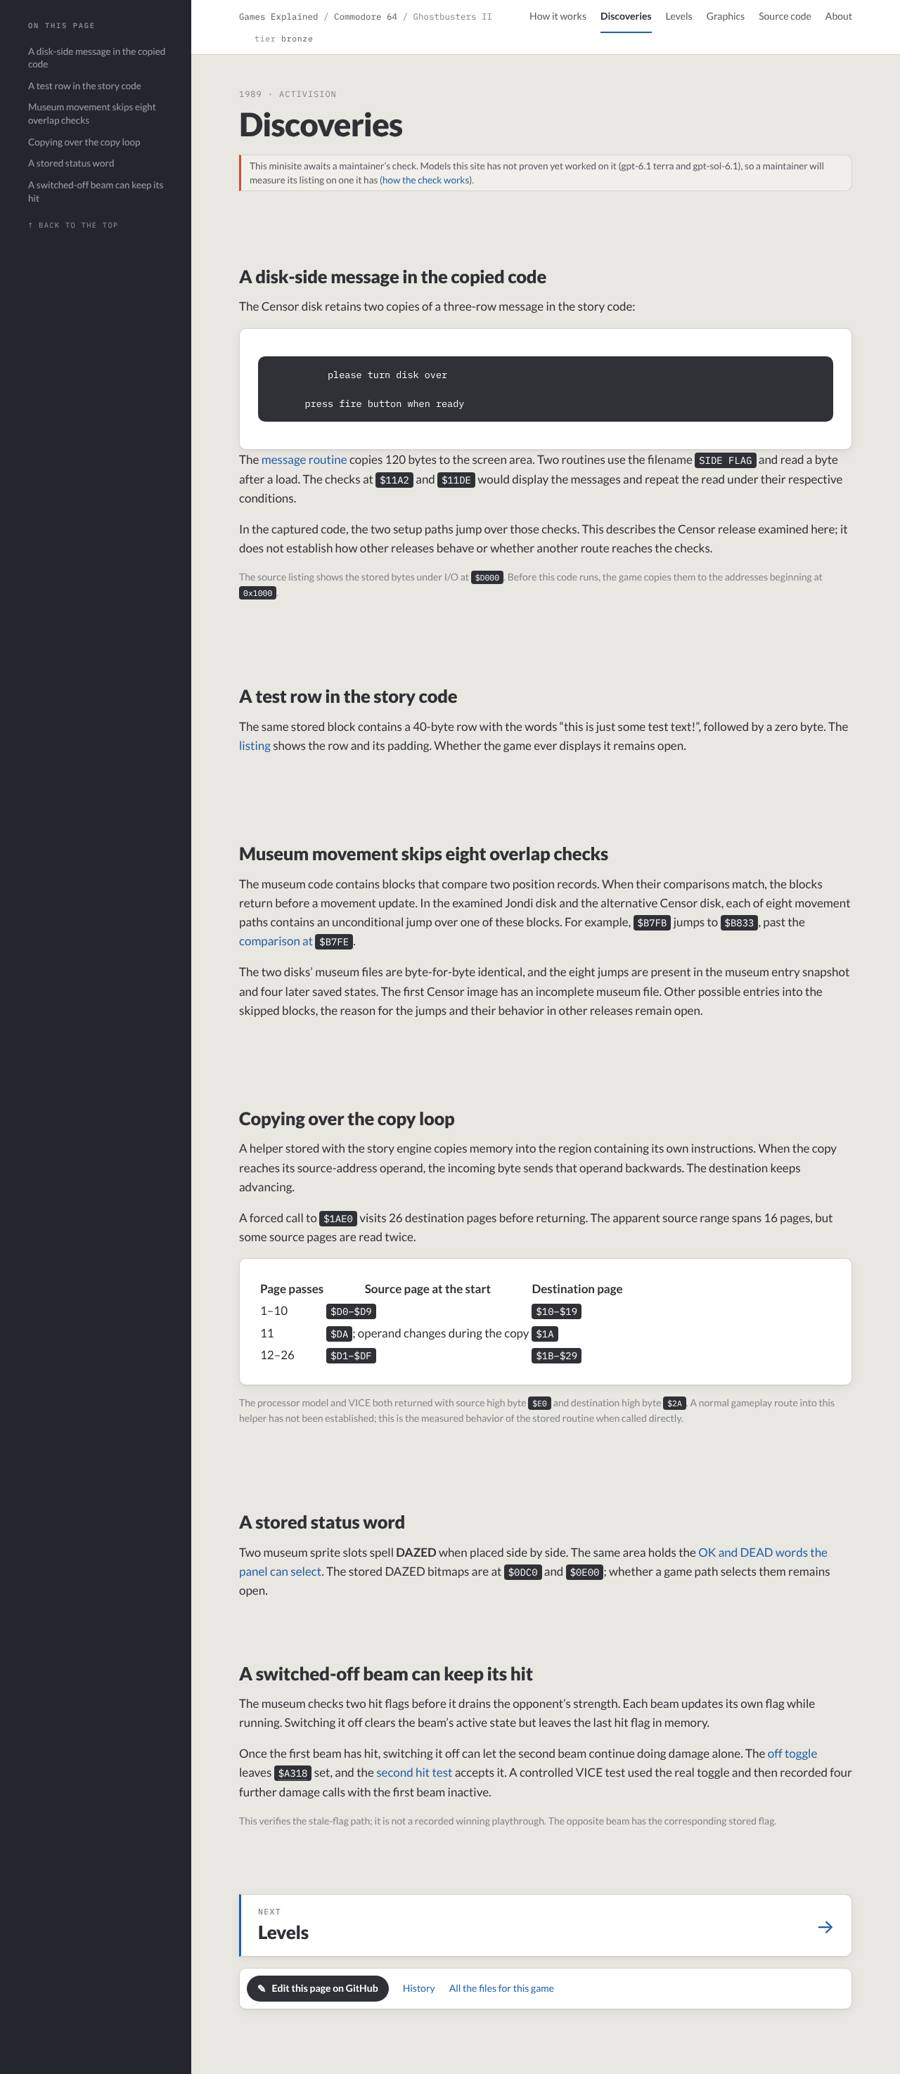 ON THIS PAGE
A disk-side message in the copied
code
A test row in the story code
Museum movement skips eight
overlap checks
Copying over the copy loop
A stored status word
A switched-off beam can keep its
hit
↑ BACK TO THE TOP
Games Explained / Commodore 64 / Ghostbusters II
tier bronze
How it works Discoveries Levels Graphics Source code About
1989 · ACTIVISION
Discoveries
This minisite awaits a maintainer's check. Models this site has not proven yet worked on it (gpt-6.1 terra and gpt-sol-6.1), so a maintainer will
measure its listing on one it has (how the check works).
A disk-side message in the copied code
The Censor disk retains two copies of a three-row message in the story code:
please turn disk over
press fire button when ready
The message routine copies 120 bytes to the screen area. Two routines use the filename SIDE FLAG and read a byte
after a load. The checks at $11A2 and $11DE would display the messages and repeat the read under their respective
conditions.
In the captured code, the two setup paths jump over those checks. This describes the Censor release examined here; it
does not establish how other releases behave or whether another route reaches the checks.
The source listing shows the stored bytes under I/O at $D000. Before this code runs, the game copies them to the addresses beginning at
0x1000.
A test row in the story code
The same stored block contains a 40-byte row with the words “this is just some test text!”, followed by a zero byte. The
listing shows the row and its padding. Whether the game ever displays it remains open.
Museum movement skips eight overlap checks
The museum code contains blocks that compare two position records. When their comparisons match, the blocks
return before a movement update. In the examined Jondi disk and the alternative Censor disk, each of eight movement
paths contains an unconditional jump over one of these blocks. For example, $B7FB jumps to $B833, past the
comparison at $B7FE.
The two disks' museum files are byte-for-byte identical, and the eight jumps are present in the museum entry snapshot
and four later saved states. The first Censor image has an incomplete museum file. Other possible entries into the
skipped blocks, the reason for the jumps and their behavior in other releases remain open.
Copying over the copy loop
A helper stored with the story engine copies memory into the region containing its own instructions. When the copy
reaches its source-address operand, the incoming byte sends that operand backwards. The destination keeps
advancing.
A forced call to $1AE0 visits 26 destination pages before returning. The apparent source range spans 16 pages, but
some source pages are read twice.
Page passes Source page at the start Destination page
1–10 $D0–$D9 $10–$19
11 $DA; operand changes during the copy $1A
12–26 $D1–$DF $1B–$29
The processor model and VICE both returned with source high byte $E0 and destination high byte $2A. A normal gameplay route into this
helper has not been established; this is the measured behavior of the stored routine when called directly.
A stored status word
Two museum sprite slots spell DAZED when placed side by side. The same area holds the OK and DEAD words the
panel can select. The stored DAZED bitmaps are at $0DC0 and $0E00; whether a game path selects them remains
open.
A switched-off beam can keep its hit
The museum checks two hit flags before it drains the opponent's strength. Each beam updates its own flag while
running. Switching it off clears the beam's active state but leaves the last hit flag in memory.
Once the first beam has hit, switching it off can let the second beam continue doing damage alone. The off toggle
leaves $A318 set, and the second hit test accepts it. A controlled VICE test used the real toggle and then recorded four
further damage calls with the first beam inactive.
This verifies the stale-flag path; it is not a recorded winning playthrough. The opposite beam has the corresponding stored flag.
NEXT
Levels
→
✎ Edit this page on GitHub History All the files for this game